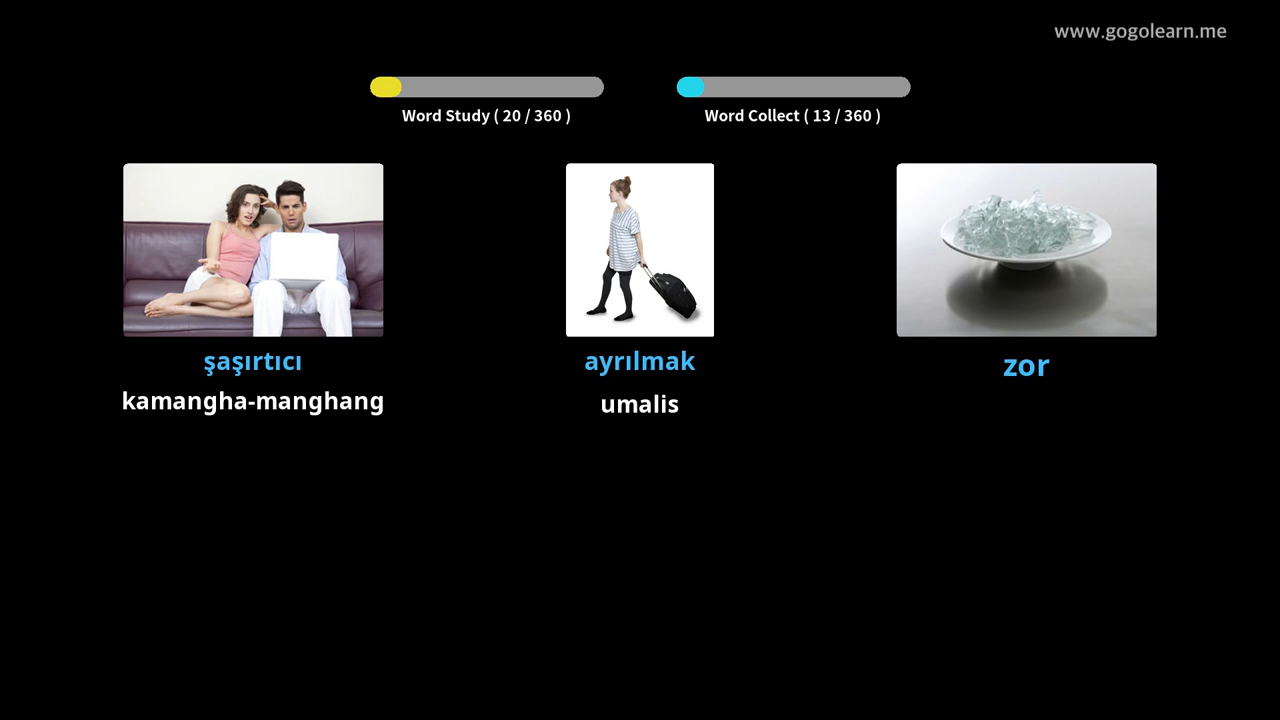 www.gogolearn.me
Word Study ( 20 / 360 )
Word Collect ( 13 / 360 )
şaşırtıcı
ayrılmak
zor
kamangha-manghang
umalis